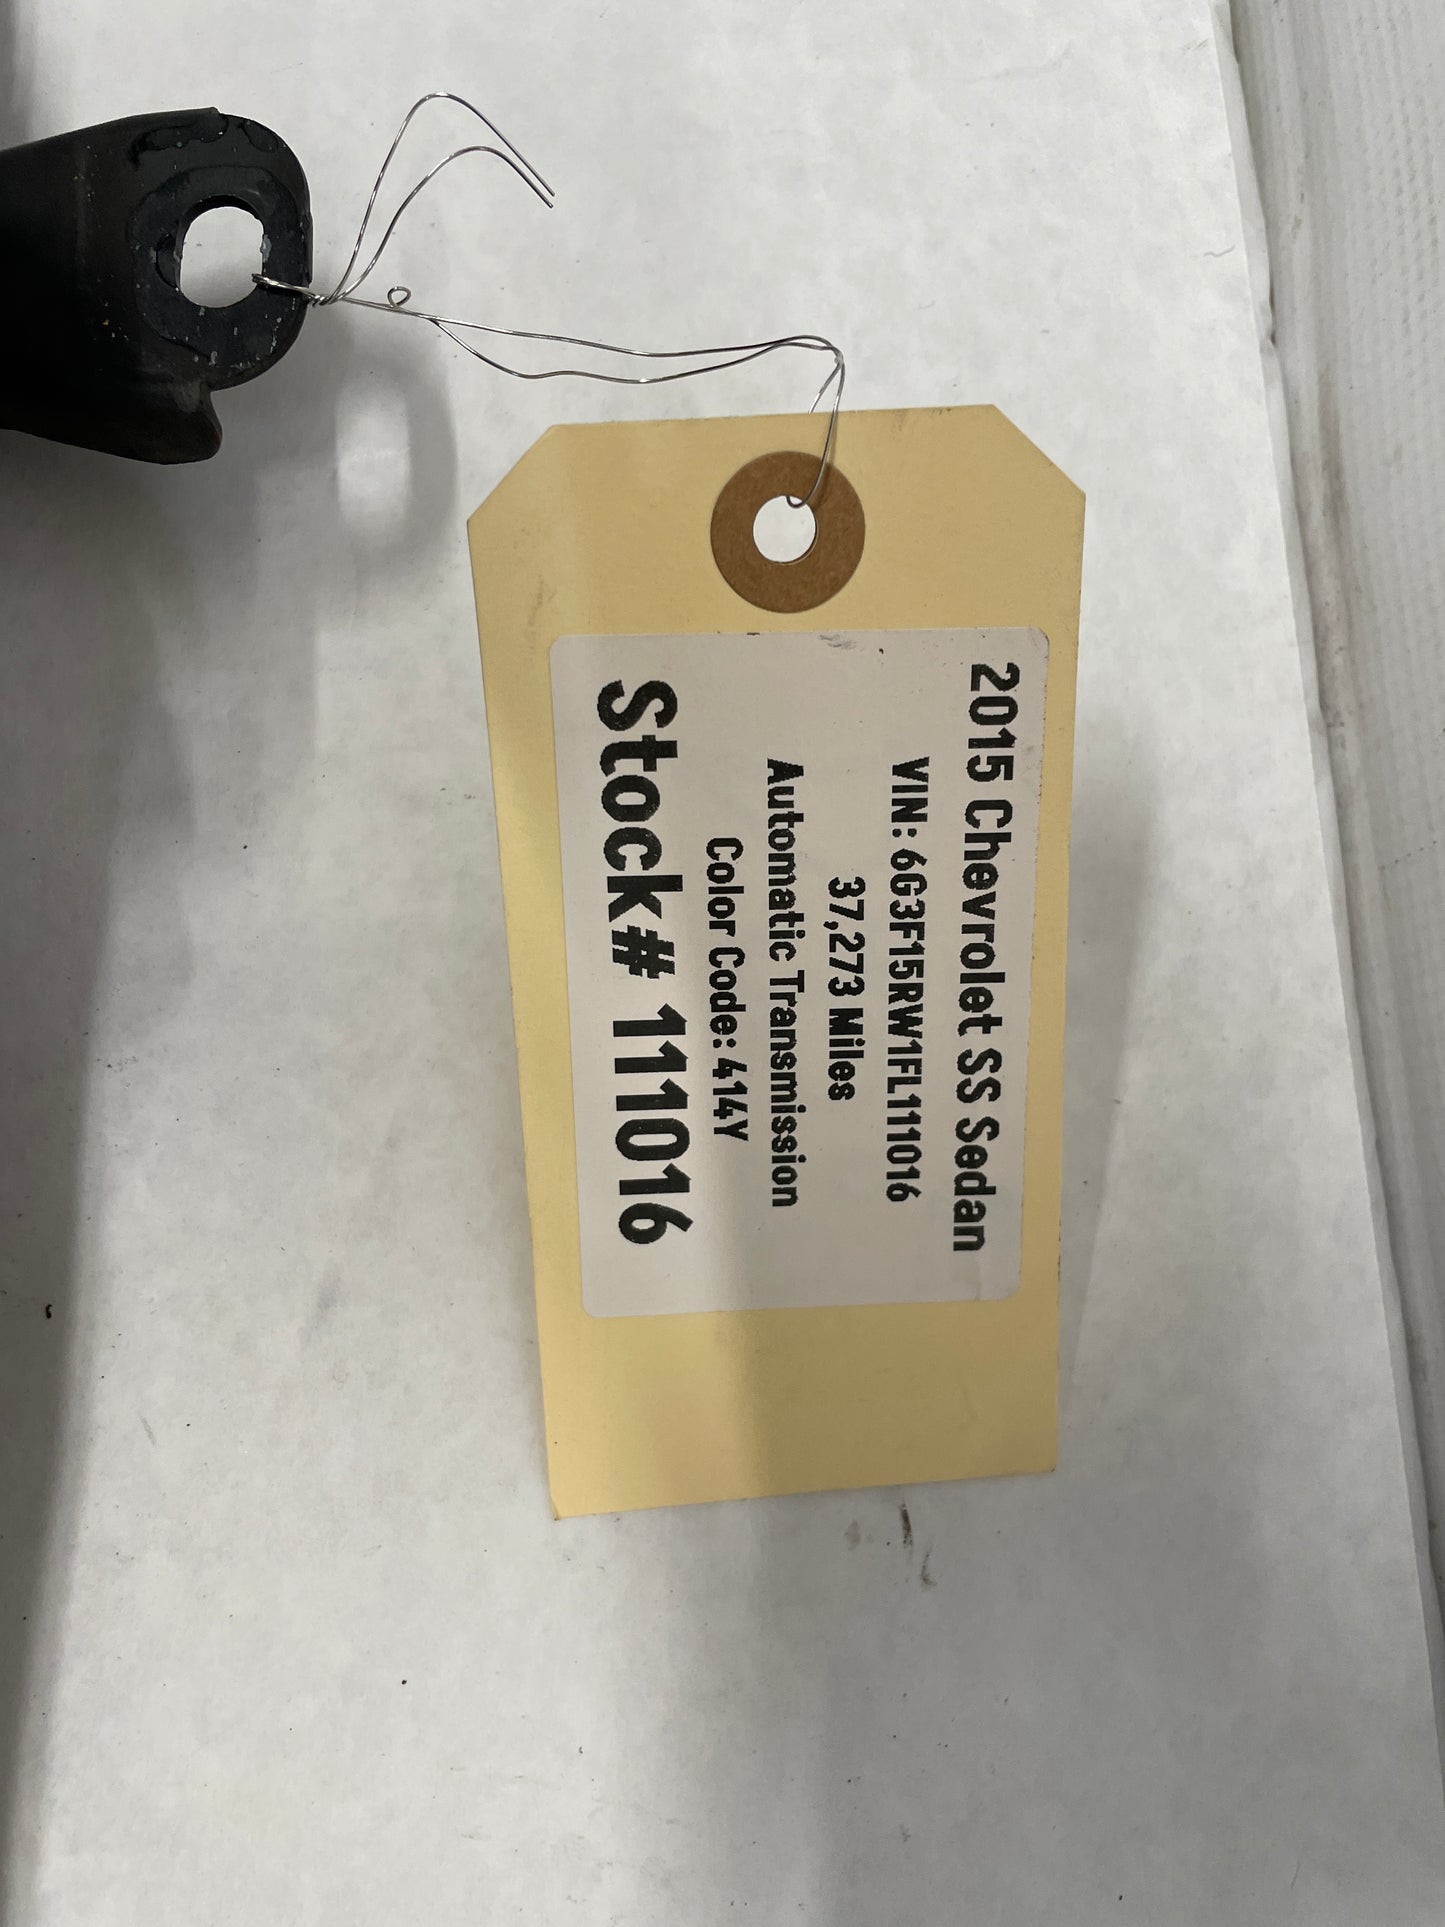 2015 Chevrolet SS Sedan
VIN: 6G3F15RW1FL111016
37,273 Miles
Automatic Transmission
Color Code: 414Y
Stock# 111016